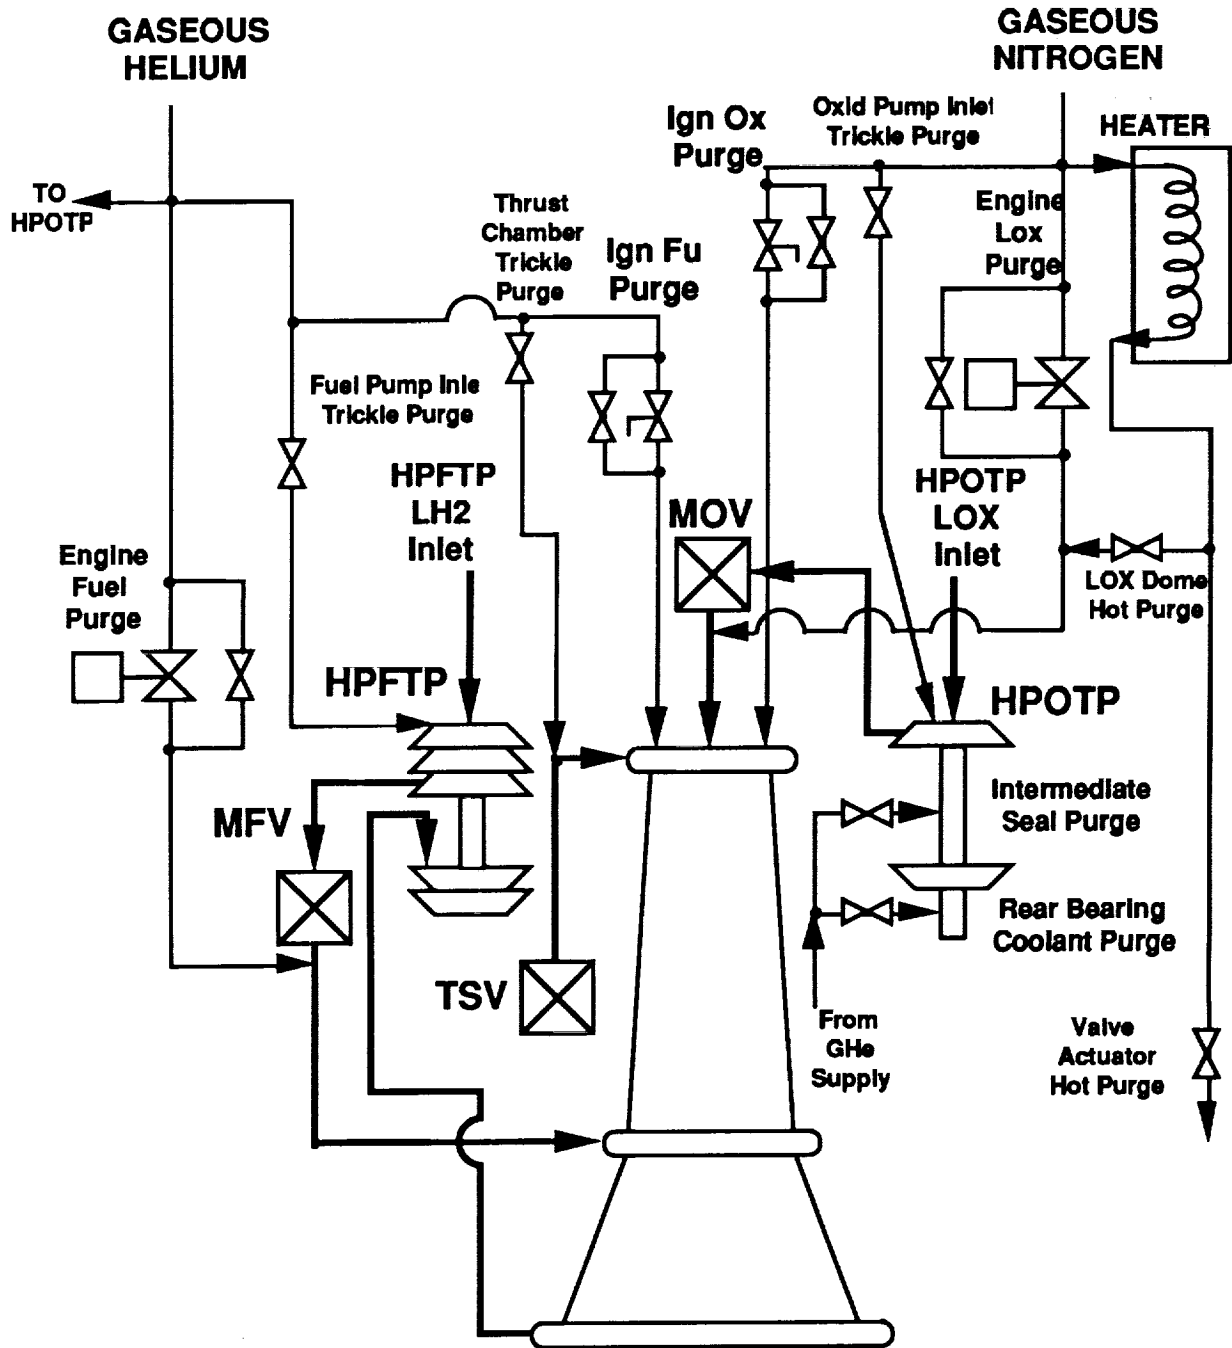 GASEOUS
HELIUM
GASEOUS
NITROGEN
Ign Ox
Purge
Oxid Pump Inlet
Trickle Purge
HEATER
TO
HPOTP
Thrust
Chamber
Trickle
Purge
Ign Fu
Purge
Engine
Lox
Purge
Fuel Pump Inle
Trickle Purge
HPFTP
LH2
Inlet
MOV
HPOTP
LOX
Inlet
Engine
Fuel
Purge
LOX Dome
Hot Purge
HPFTP
HPOTP
MFV
Intermediate
Seal Purge
Rear Bearing
Coolant Purge
TSV
From
GHe
Supply
Valve
Actuator
Hot Purge